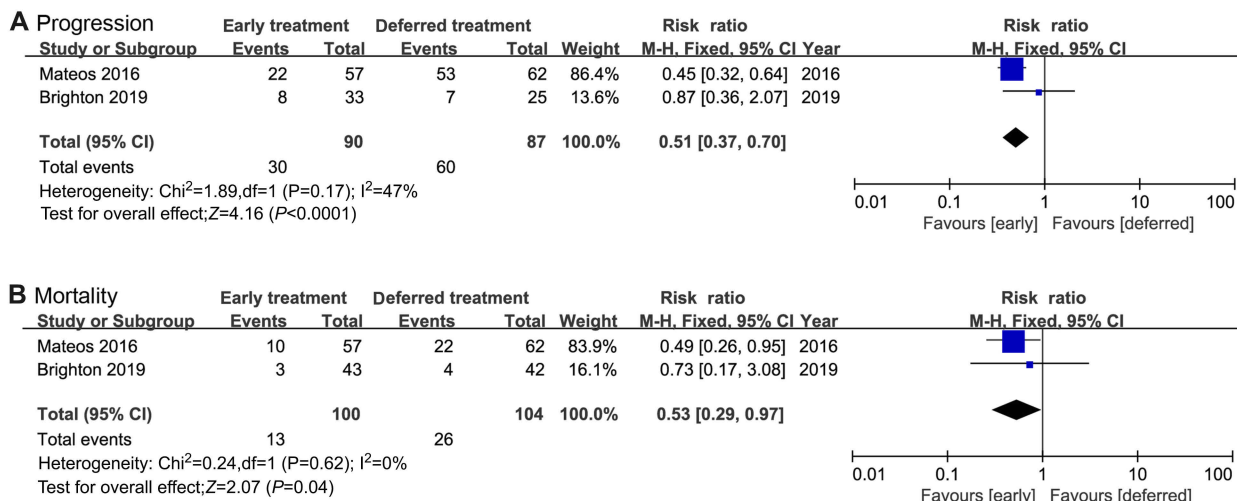 A Progression
Early treatment Deferred treatment Risk ratio Risk ratio
Study or Subgroup Events Total Events Total Weight M-H, Fixed, 95% CI Year M-H, Fixed, 95% CI
Mateos 2016 22 57 53 62 86.4% 0.45 [0.32, 0.64] 2016
Brighton 2019 8 33 7 25 13.6% 0.87 [0.36, 2.07] 2019
Total (95% CI) 90 87 100.0% 0.51 [0.37, 0.70]
Total events 30 60
Heterogeneity: Chi²=1.89,df=1 (P=0.17); I²=47%
Test for overall effect;Z=4.16 (P<0.0001)
0.01 0.1 1 10 100
Favours [early] Favours [deferred]
B Mortality
Early treatment Deferred treatment Risk ratio Risk ratio
Study or Subgroup Events Total Events Total Weight M-H, Fixed, 95% CI Year M-H, Fixed, 95% CI
Mateos 2016 10 57 22 62 83.9% 0.49 [0.26, 0.95] 2016
Brighton 2019 3 43 4 42 16.1% 0.73 [0.17, 3.08] 2019
Total (95% CI) 100 104 100.0% 0.53 [0.29, 0.97]
Total events 13 26
Heterogeneity: Chi²=0.24,df=1 (P=0.62); I²=0%
Test for overall effect;Z=2.07 (P=0.04)
0.01 0.1 1 10 100
Favours [early] Favours [deferred]